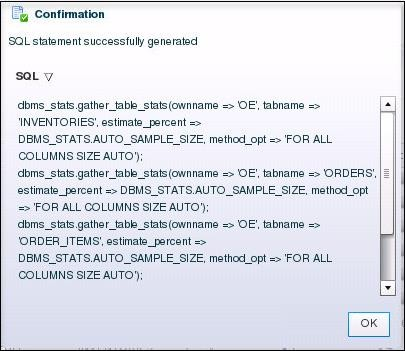 Confirmation
SQL statement successfully generated
SQL
dbms_stats.gather_table_stats(ownname => 'OE', tabname =>
'INVENTORIES', estimate_percent =>
DBMS_STATS.AUTO_SAMPLE_SIZE, method_opt => 'FOR ALL
COLUMNS SIZE AUTO');
dbms_stats.gather_table_stats(ownname => 'OE', tabname => 'ORDERS',
estimate_percent => DBMS_STATS.AUTO_SAMPLE_SIZE, method_opt
=> 'FOR ALL COLUMNS SIZE AUTO');
dbms_stats.gather_table_stats(ownname => 'OE', tabname =>
'ORDER_ITEMS', estimate_percent =>
DBMS_STATS.AUTO_SAMPLE_SIZE, method_opt => 'FOR ALL
COLUMNS SIZE AUTO');
OK